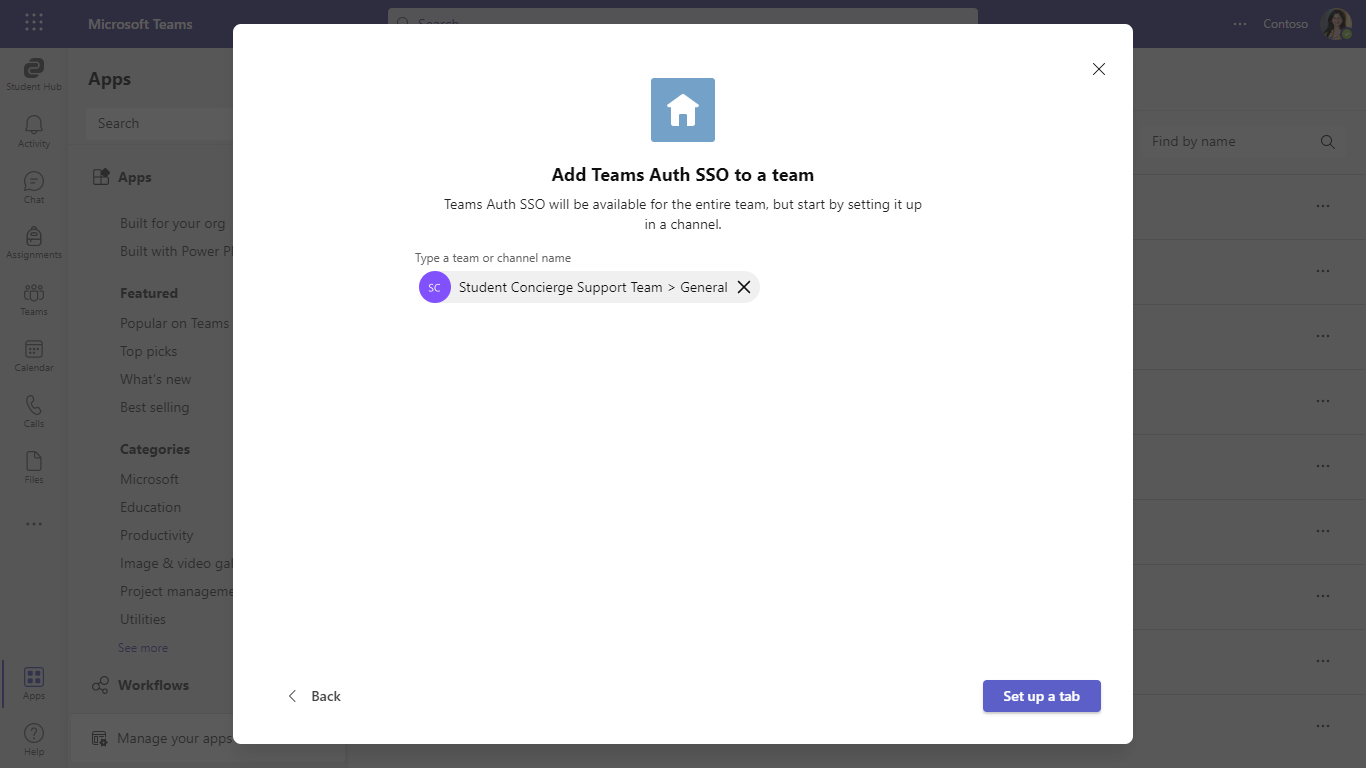 Microsoft Teams
Search
Contoso
Student Hub
Activity
Chat
Assignments
Teams
Calendar
Calls
Files
Apps
Help
Apps
Search
Apps
Built for your org
Built with Power
Featured
Popular on Teams
Top picks
What's new
Best selling
Categories
Microsoft
Education
Productivity
Image & video
Project
Utilities
See more
Workflows
Manage your apps
Find by name
Add Teams Auth SSO to a team
Teams Auth SSO will be available for the entire team, but start by setting it up
in a channel.
Type a team or channel name
SC Student Concierge Support Team > General
Back
Set up a tab